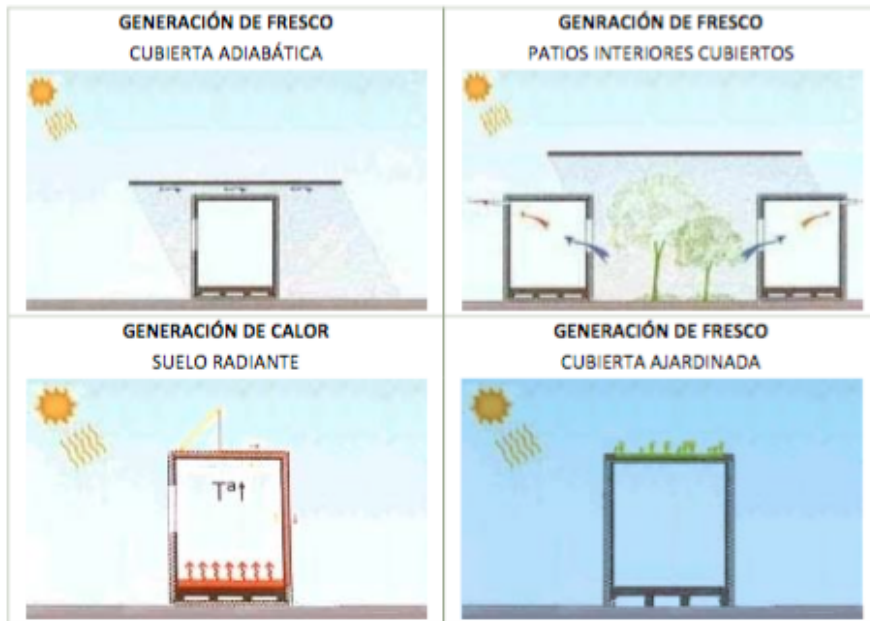 GENERACIÓN DE FRESCO
CUBIERTA ADIABÁTICA
GENRACIÓN DE FRESCO
PATIOS INTERIORES CUBIERTOS
GENERACIÓN DE CALOR
SUELO RADIANTE
Tª↑
GENERACIÓN DE FRESCO
CUBIERTA AJARDINADA